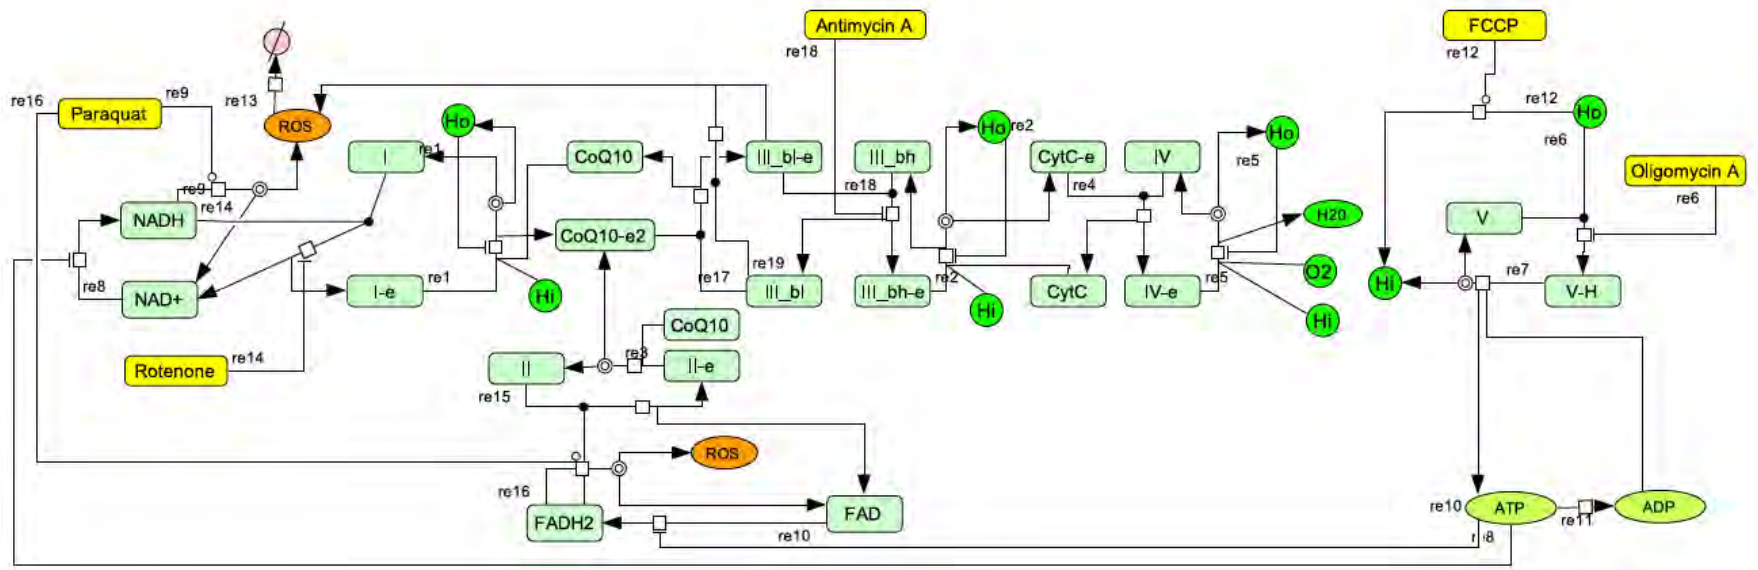 Antimycin A
FCCP
re18
re12
re16
Paraquat
re9
re13
ROS
Ho
Ho
re2
Ho
re12
Ho
I
re1
CoQ10
III_bl-e
III_bh
CytC-e
IV
re5
re6
Oligomycin A
re9
re14
re18
re4
re6
NADH
CoQ10-e2
H20
V
re8
NAD+
I-e
re1
Hi
re17
re19
III_bl
III_bh-e
re2
Hi
CytC
IV-e
re5
O2
Hi
Hi
re7
V-H
CoQ10
Rotenone
re14
II
re3
II-e
re15
ROS
re16
FADH2
FAD
re10
re10
ATP
re11
ADP